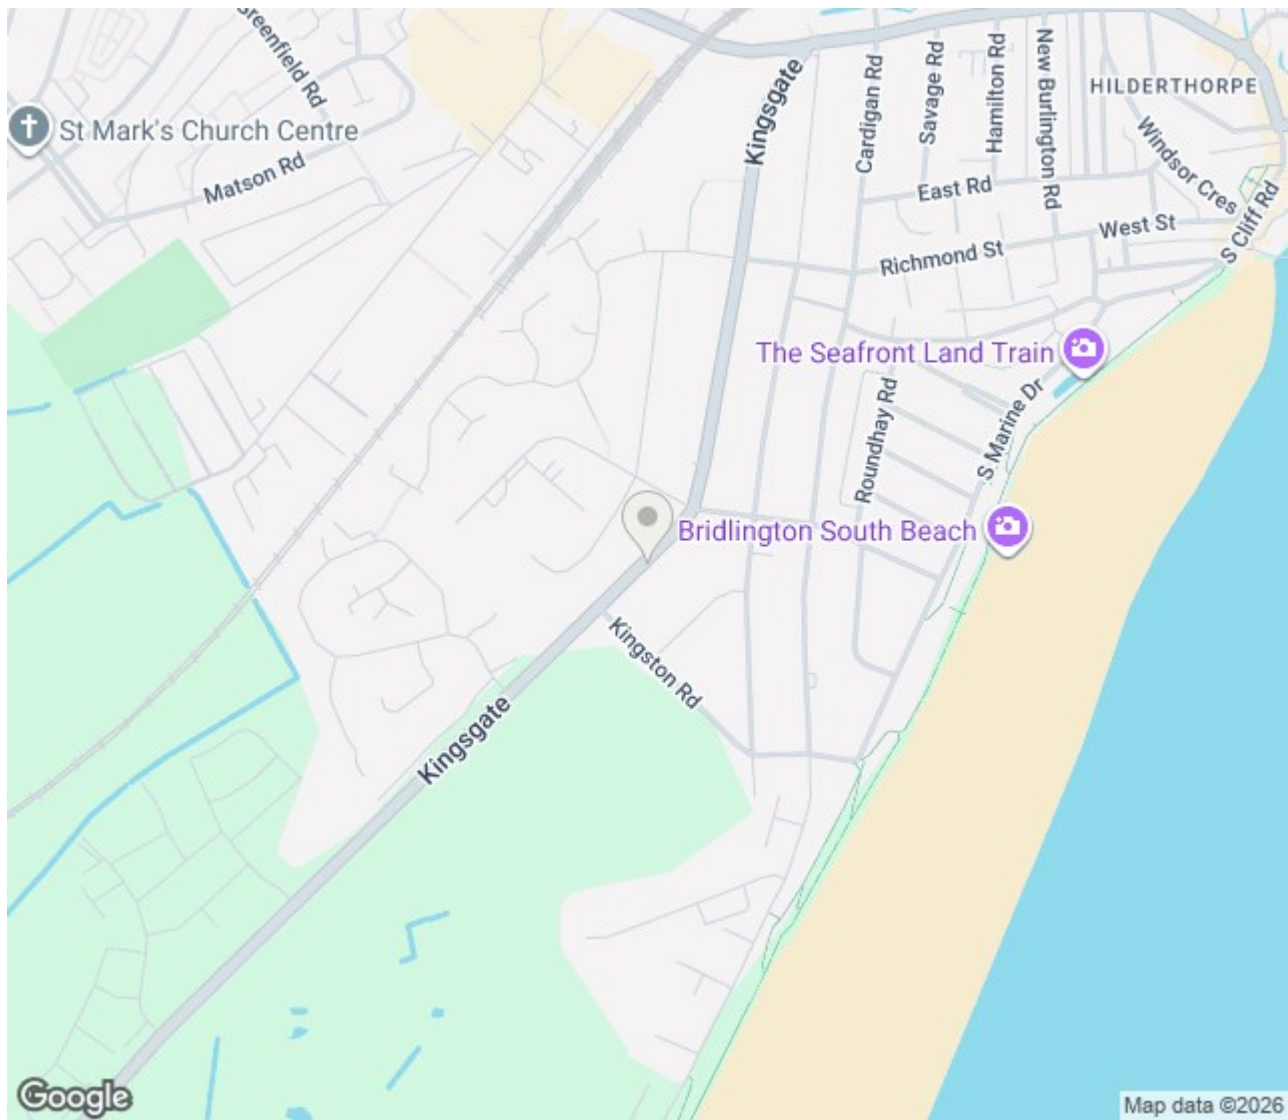 Greenfield Rd
Kingsgate
Cardigan Rd
Savage Rd
Hamilton Rd
New Burlington Rd
HILDERTHORPE
St Mark's Church Centre
Matson Rd
Windsor Cres
East Rd
S Cliff Rd
West St
Richmond St
The Seafront Land Train
Roundhay Rd
S Marine Dr
Bridlington South Beach
Kingston Rd
Kingsgate
Google
Map data ©2026